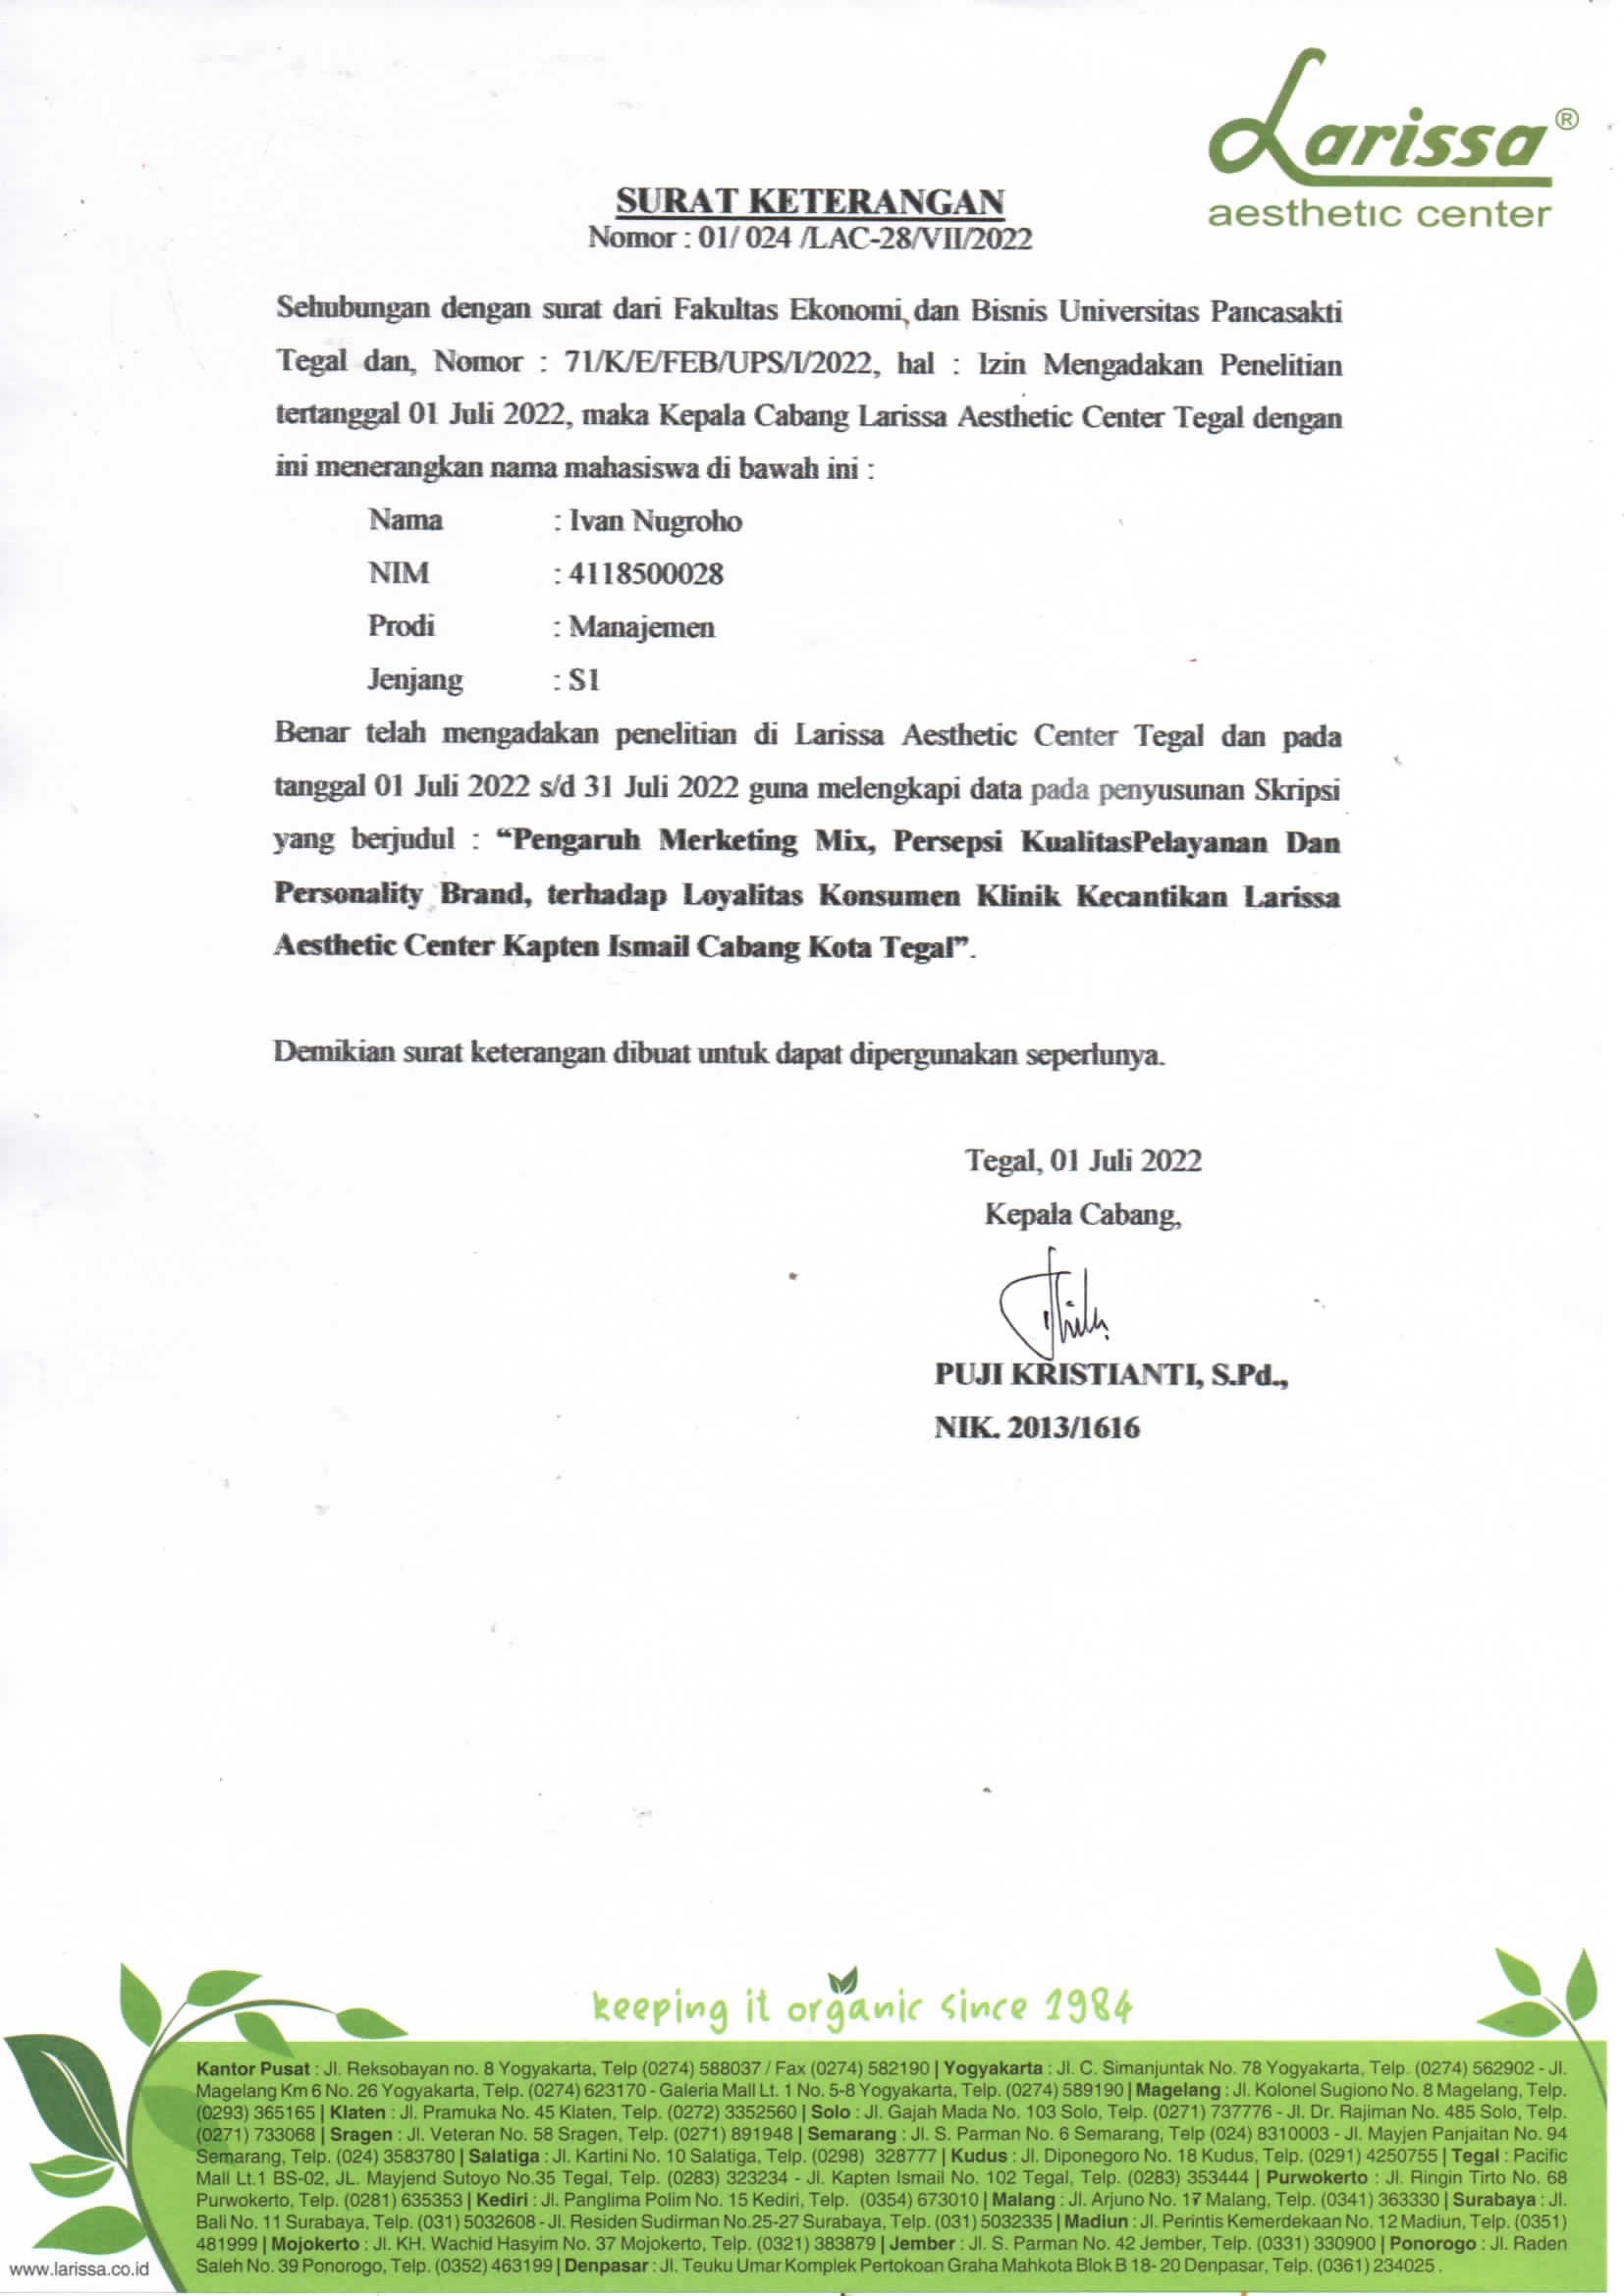 Larissa®
aesthetic center
SURAT KETERANGAN
Nomor : 01/ 024 /LAC-28/VII/2022
Sehubungan dengan surat dari Fakultas Ekonomi, dan Bisnis Universitas Pancasakti
Tegal dan, Nomor : 71/K/E/FEB/UPS/I/2022, hal : Izin Mengadakan Penelitian
tertanggal 01 Juli 2022, maka Kepala Cabang Larissa Aesthetic Center Tegal dengan
ini menerangkan nama mahasiswa di bawah ini :
Nama : Ivan Nugroho
NIM : 4118500028
Prodi : Manajemen
Jenjang : S1
Benar telah mengadakan penelitian di Larissa Aesthetic Center Tegal dan pada
tanggal 01 Juli 2022 s/d 31 Juli 2022 guna melengkapi data pada penyusunan Skripsi
yang berjudul : “Pengaruh Merketing Mix, Persepsi KualitasPelayanan Dan
Personality Brand, terhadap Loyalitas Konsumen Klinik Kecantikan Larissa
Aesthetic Center Kapten Ismail Cabang Kota Tegal”.
Demikian surat keterangan dibuat untuk dapat dipergunakan seperlunya.
Tegal, 01 Juli 2022
Kepala Cabang,
PUJI KRISTIANTI, S.Pd.,
NIK. 2013/1616
keeping it organic since 1984
Kantor Pusat : Jl. Reksobayan no. 8 Yogyakarta, Telp (0274) 588037 / Fax (0274) 582190 | Yogyakarta : Jl. C. Simanjuntak No. 78 Yogyakarta, Telp. (0274) 562902 - Jl.
Magelang Km 6 No. 26 Yogyakarta, Telp. (0274) 623170 - Galeria Mall Lt. 1 No. 5-8 Yogyakarta, Telp. (0274) 589190 | Magelang : Jl. Kolonel Sugiono No. 8 Magelang, Telp.
(0293) 365165 | Klaten : Jl. Pramuka No. 45 Klaten, Telp. (0272) 3352560 | Solo : Jl. Gajah Mada No. 103 Solo, Telp. (0271) 737776 - Jl. Dr. Rajiman No. 485 Solo, Telp.
(0271) 733068 | Sragen : Jl. Veteran No. 58 Sragen, Telp. (0271) 891948 | Semarang : Jl. S. Parman No. 6 Semarang, Telp (024) 8310003 - Jl. Mayjen Panjaitan No. 94
Semarang, Telp. (024) 3583780 | Salatiga : Jl. Kartini No. 10 Salatiga, Telp. (0298) 328777 | Kudus : Jl. Diponegoro No. 18 Kudus, Telp. (0291) 4250755 | Tegal : Pacific
Mall Lt.1 BS-02, JL. Mayjend Sutoyo No.35 Tegal, Telp. (0283) 323234 - Jl. Kapten Ismail No. 102 Tegal, Telp. (0283) 353444 | Purwokerto : Jl. Ringin Tirto No. 68
Purwokerto, Telp. (0281) 635353 | Kediri : Jl. Panglima Polim No. 15 Kediri, Telp. (0354) 673010 | Malang : Jl. Arjuno No. 17 Malang, Telp. (0341) 363330 | Surabaya : Jl.
Bali No. 11 Surabaya, Telp. (031) 5032608 - Jl. Residen Sudirman No.25-27 Surabaya, Telp. (031) 5032335 | Madiun : Jl. Perintis Kemerdekaan No. 12 Madiun, Telp. (0351)
481999 | Mojokerto : Jl. KH. Wachid Hasyim No. 37 Mojokerto, Telp. (0321) 383879 | Jember : Jl. S. Parman No. 42 Jember, Telp. (0331) 330900 | Ponorogo : Jl. Raden
Saleh No. 39 Ponorogo, Telp. (0352) 463199 | Denpasar : Jl. Teuku Umar Komplek Pertokoan Graha Mahkota Blok B 18- 20 Denpasar, Telp. (0361) 234025 .
www.larissa.co.id